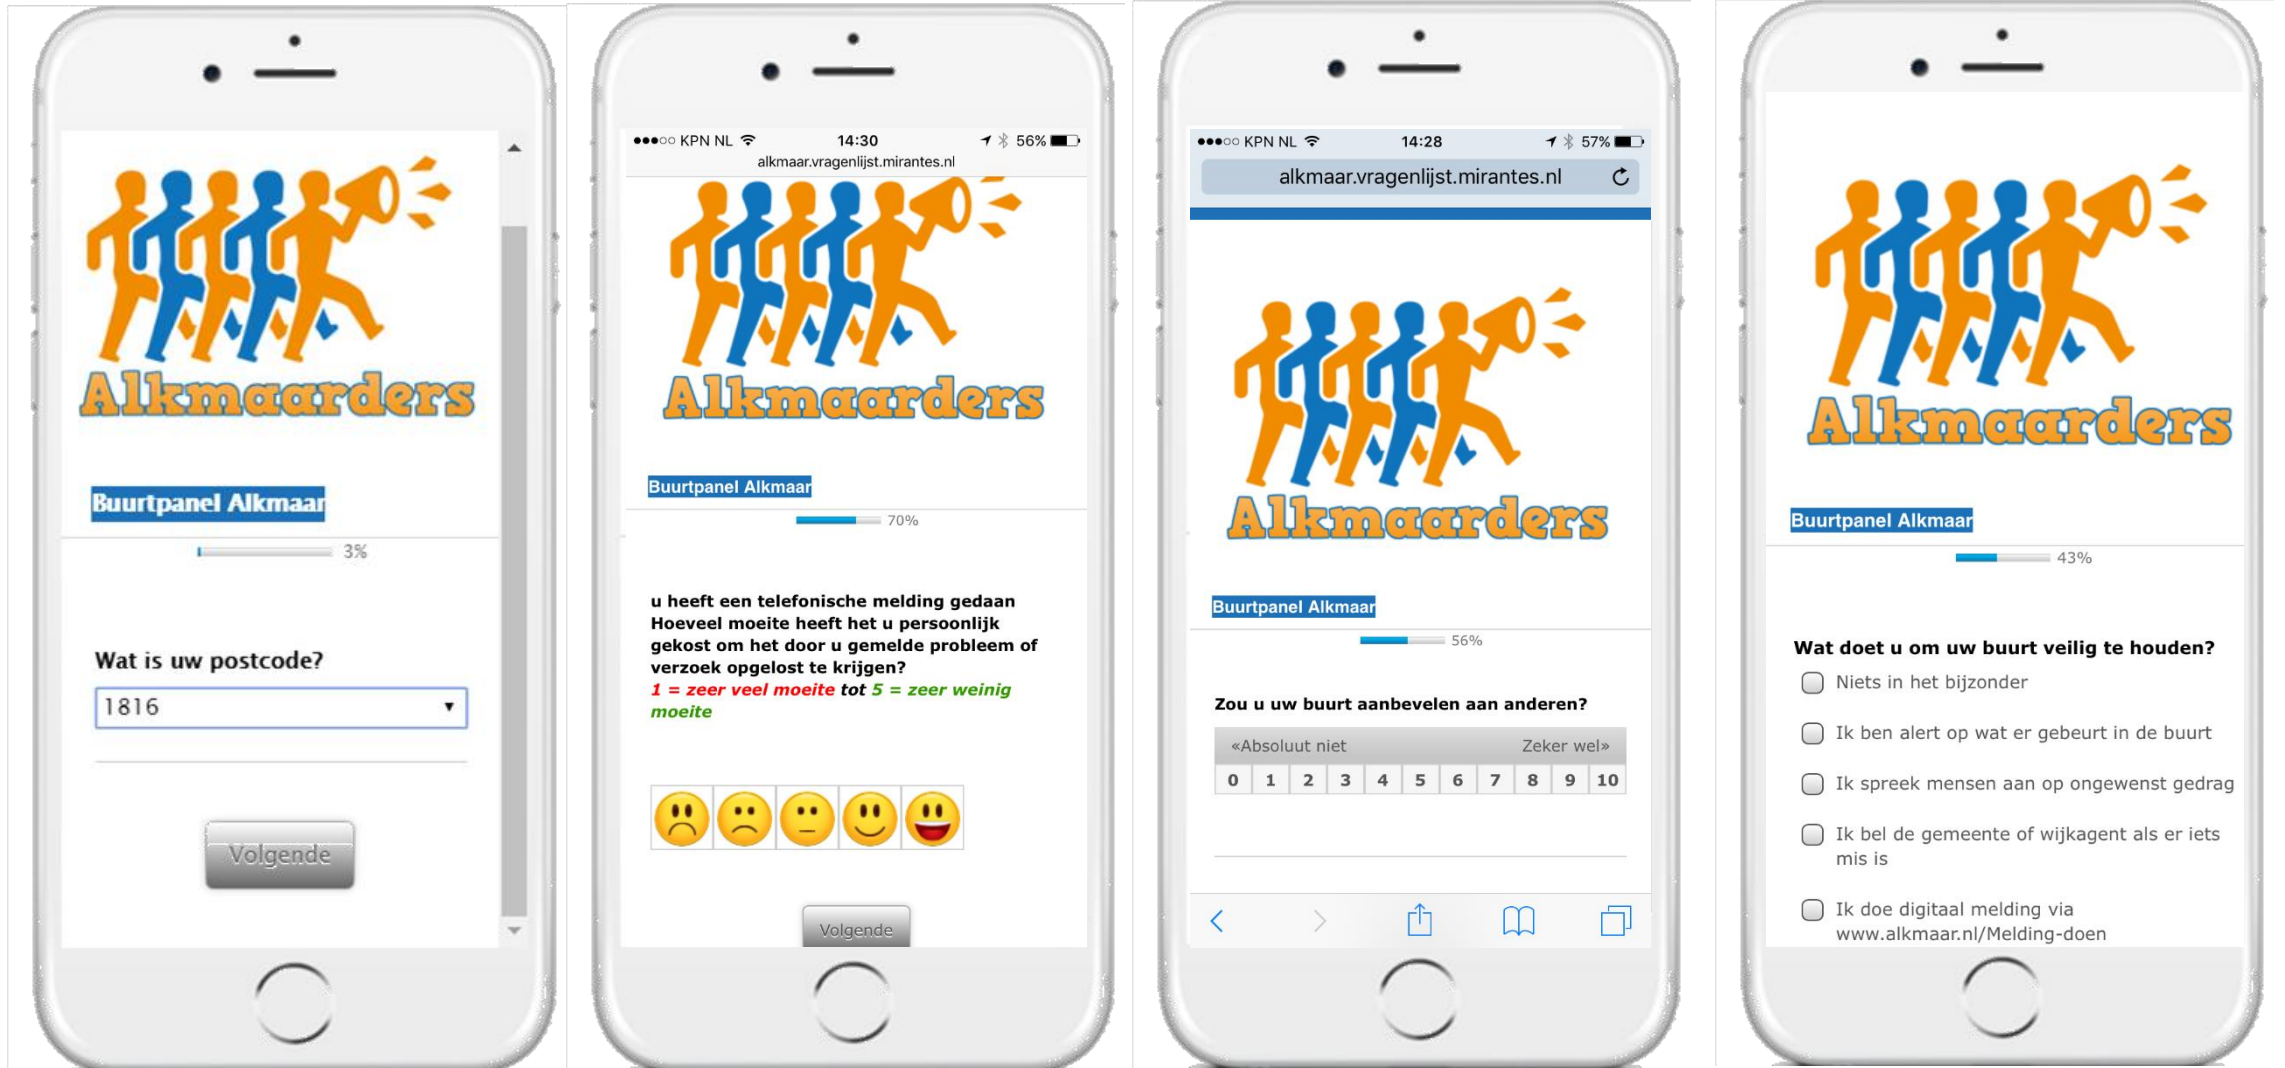 Alkmaarders
Buurtpanel Alkmaar
3%
Wat is uw postcode?
1816
Volgende
KPN NL 14:30 56%
alkmaar.vragenlijst.mirantes.nl
Alkmaarders
Buurtpanel Alkmaar
70%
u heeft een telefonische melding gedaan
Hoeveel moeite heeft het u persoonlijk
gekost om het door u gemelde probleem of
verzoek opgelost te krijgen?
1 = zeer veel moeite tot 5 = zeer weinig
moeite
Volgende
KPN NL 14:28 57%
alkmaar.vragenlijst.mirantes.nl
Alkmaarders
Buurtpanel Alkmaar
56%
Zou u uw buurt aanbevelen aan anderen?
«Absoluut niet Zeker wel»
0 1 2 3 4 5 6 7 8 9 10
Alkmaarders
Buurtpanel Alkmaar
43%
Wat doet u om uw buurt veilig te houden?
Niets in het bijzonder
Ik ben alert op wat er gebeurt in de buurt
Ik spreek mensen aan op ongewenst gedrag
Ik bel de gemeente of wijkagent als er iets
mis is
Ik doe digitaal melding via
www.alkmaar.nl/Melding-doen